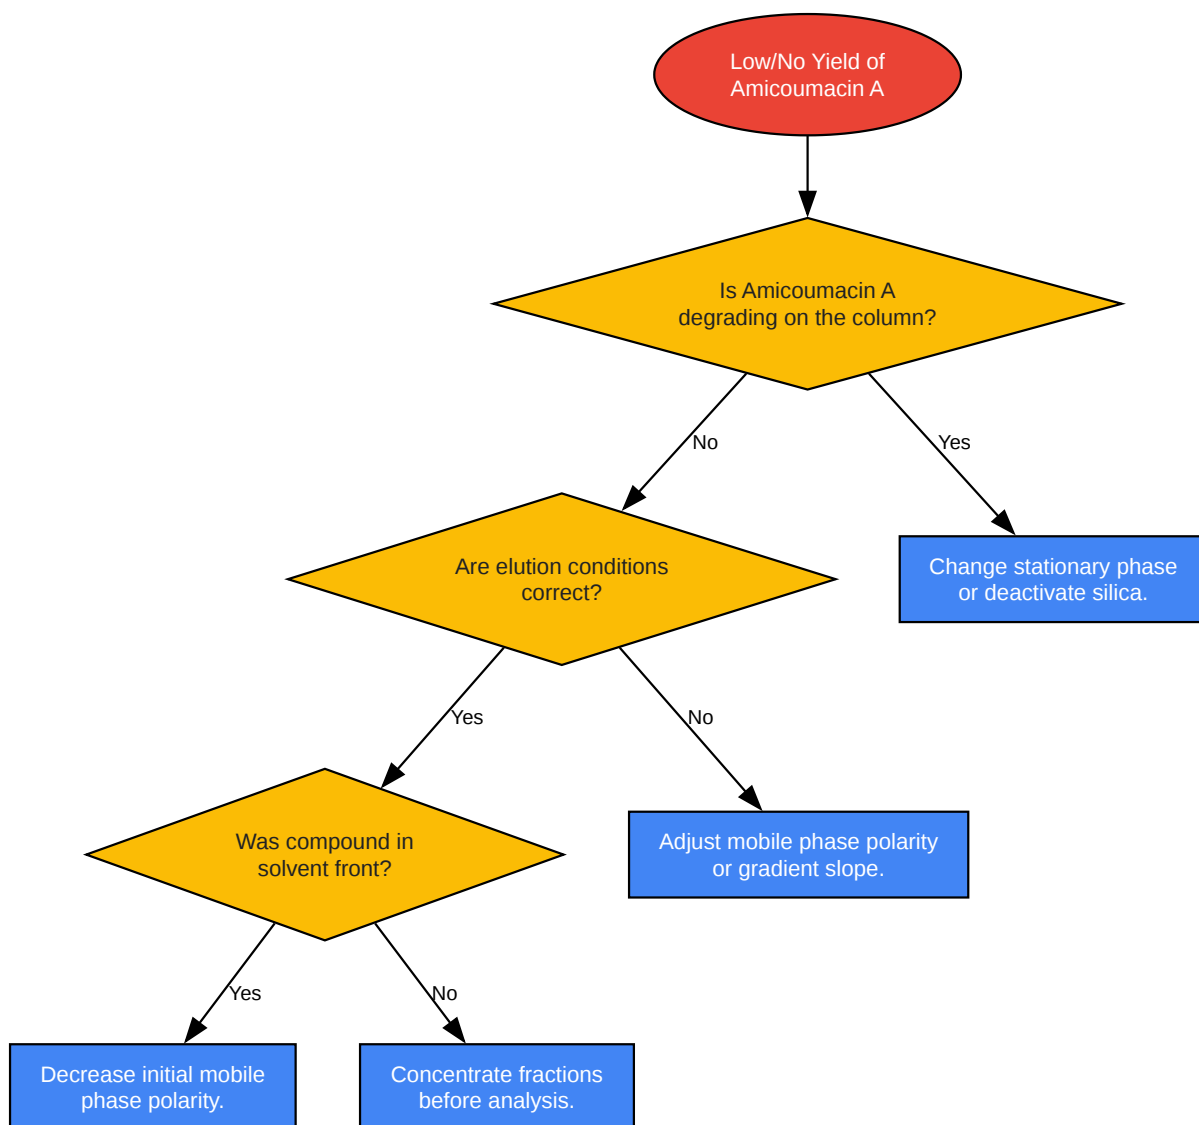 Low/No Yield of
Amicoumacin A
Is Amicoumacin A
degrading on the column?
No
Yes
Are elution conditions
correct?
Change stationary phase
or deactivate silica.
Yes
No
Was compound in
solvent front?
Adjust mobile phase polarity
or gradient slope.
Yes
No
Decrease initial mobile
phase polarity.
Concentrate fractions
before analysis.